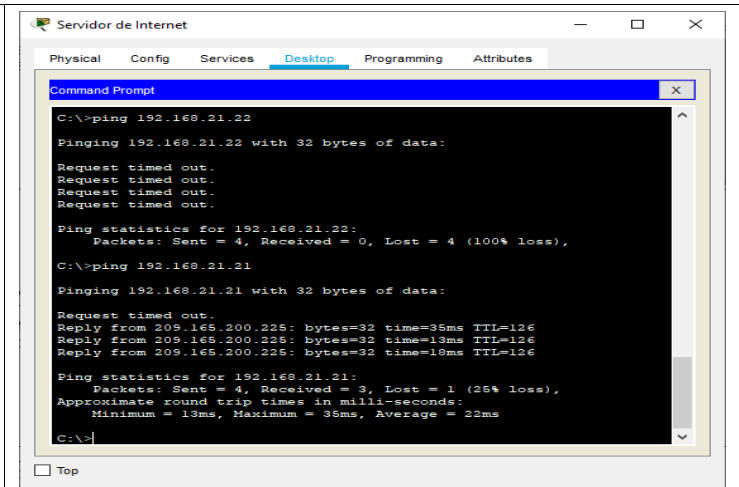 Servidor de Internet
Physical Config Services Desktop Programming Attributes
Command Prompt
X
C:\>ping 192.168.21.22
Pinging 192.168.21.22 with 32 bytes of data:
Request timed out.
Request timed out.
Request timed out.
Request timed out.
Ping statistics for 192.168.21.22:
Packets: Sent = 4, Received = 0, Lost = 4 (100% loss),
C:\>ping 192.168.21.21
Pinging 192.168.21.21 with 32 bytes of data:
Request timed out.
Reply from 209.165.200.225: bytes=32 time=35ms TTL=126
Reply from 209.165.200.225: bytes=32 time=13ms TTL=126
Reply from 209.165.200.225: bytes=32 time=18ms TTL=126
Ping statistics for 192.168.21.21:
Packets: Sent = 4, Received = 3, Lost = 1 (25% loss),
Approximate round trip times in milli-seconds:
Minimum = 13ms, Maximum = 35ms, Average = 22ms
C:\>
Top